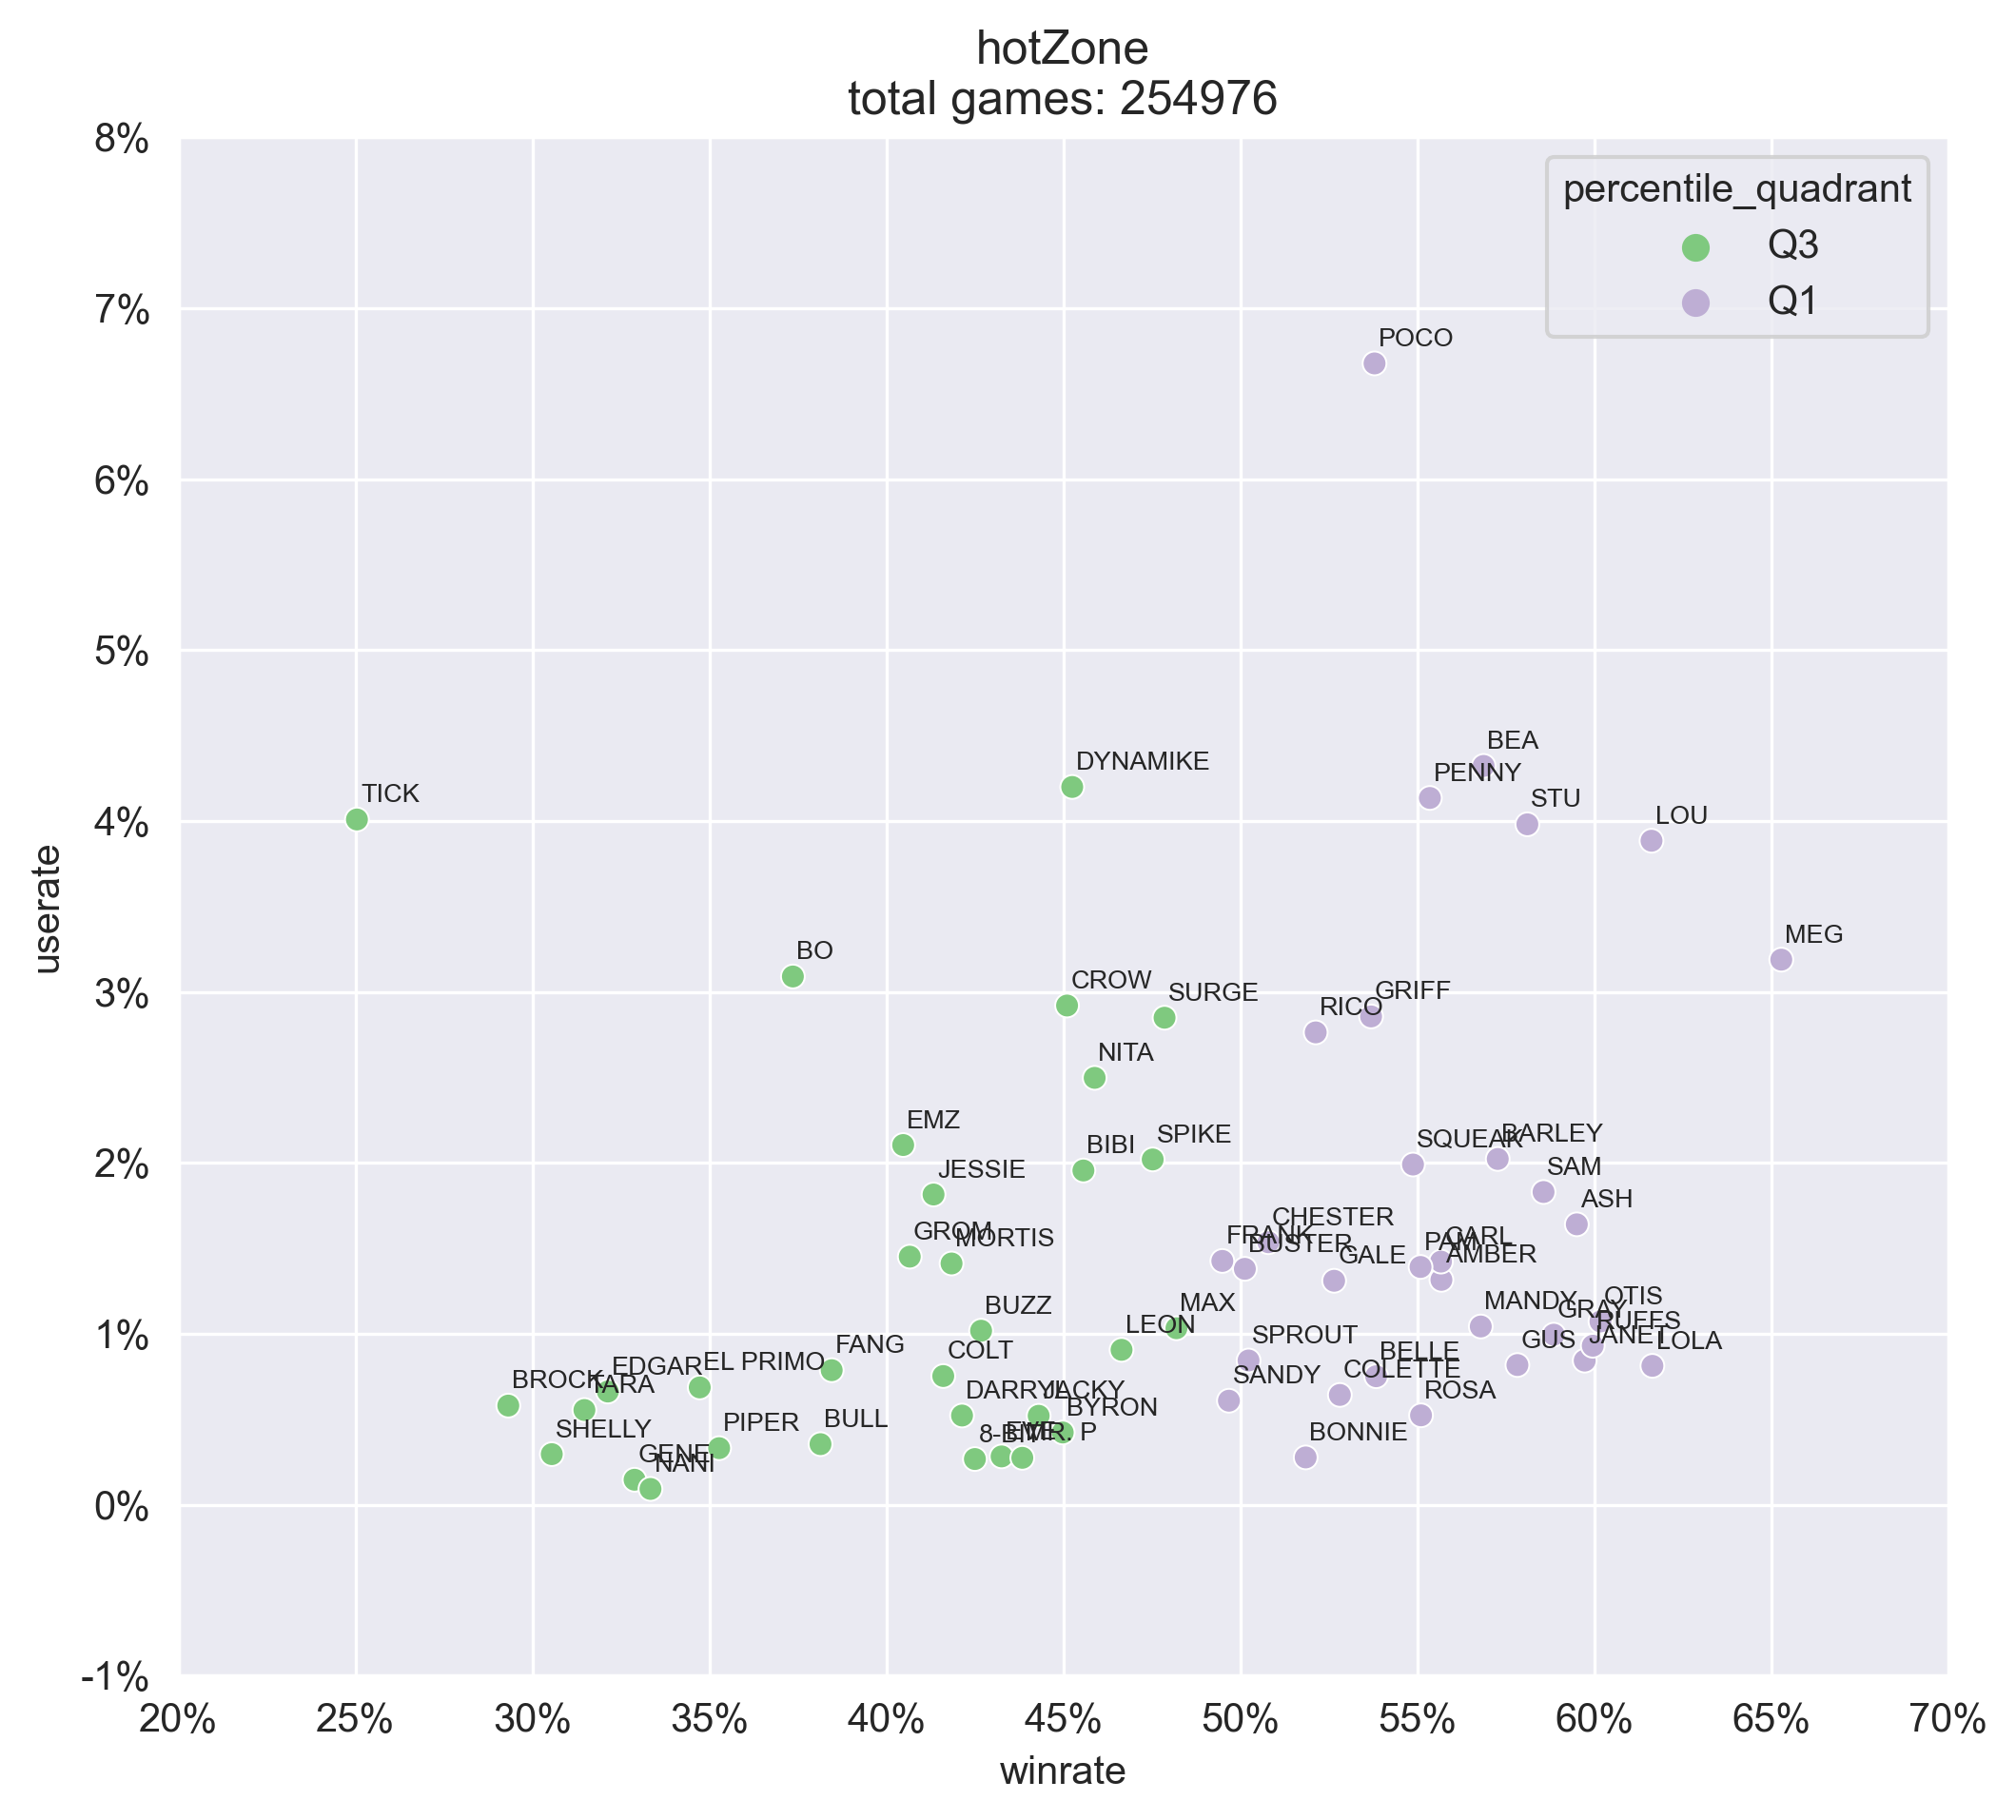 hotZone
total games: 254976
8%
7%
6%
5%
4%
3%
2%
1%
0%
-1%
userate
percentile_quadrant
Q3
Q1
POCO
BEA
DYNAMIKE
PENNY
TICK
STU
LOU
MEG
BO
CROW
SURGE
GRIFF
RICO
NITA
EMZ
BIBI
SPIKE
SQUEAK
BARLEY
SAM
JESSIE
ASH
GROM
MORTIS
CHESTER
FRANK
BUSTER
GALE
PAM
CARL
AMBER
BUZZ
MAX
LEON
MANDY
GRAY
OTIS
RUFFS
JANET
LOLA
GUS
SPROUT
BELLE
COLETTE
SANDY
COLT
FANG
EL PRIMO
EDGAR
BROCK
TARA
DARRYL
JACKY
BYRON
ROSA
SHELLY
PIPER
BULL
8-BIT
EVE
MR. P
BONNIE
GENE
NANI
20%
25%
30%
35%
40%
45%
50%
55%
60%
65%
70%
winrate